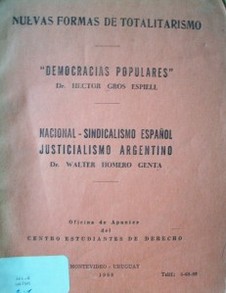 NUEVAS FORMAS DE TOTALITARISMO
"DEMOCRACIAS POPULARES"
Dr. HECTOR GROS ESPIELL
NACIONAL - SINDICALISMO ESPAÑOL
JUSTICIALISMO ARGENTINO
Dr. WALTER HOMERO GENTA
Oficina de Apuntes
del
CENTRO ESTUDIANTES DE DERECHO
MONTEVIDEO - URUGUAY